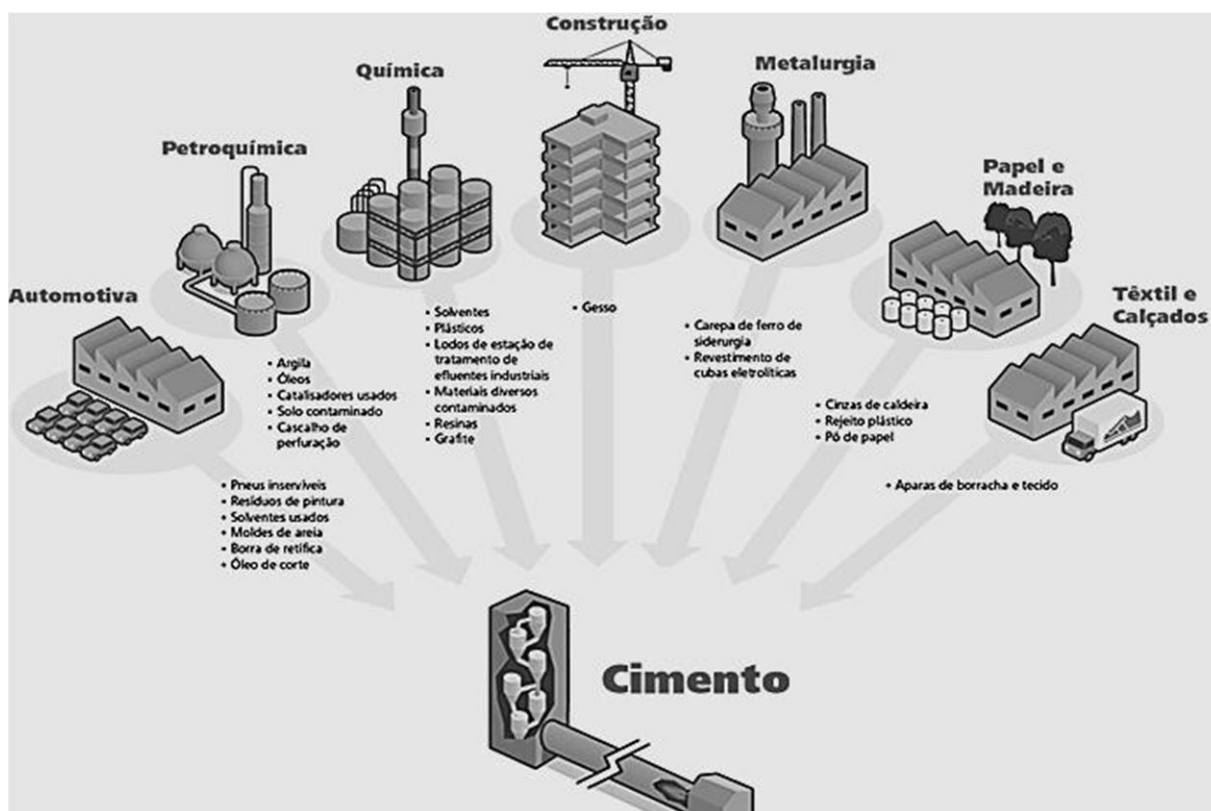 Construção
Química
Metalurgia
Petroquímica
Papel e
Madeira
Automotiva
Têxtil e
Calçados
• Pneus inservíveis
• Resíduos de pintura
• Solventes usados
• Moldes de areia
• Borra de retífica
• Óleo de corte
• Argila
• Óleos
• Catalisadores usados
• Solo contaminado
• Cascalho de
perfuração
• Solventes
• Plásticos
• Lodos de estação de
tratamento de
efluentes industriais
• Materiais diversos
contaminados
• Resinas
• Grafite
• Gesso
• Carepa de ferro de
siderurgia
• Revestimento de
cubas eletrolíticas
• Cinzas de caldeira
• Rejeito plástico
• Pó de papel
• Aparas de borracha e tecido
Cimento